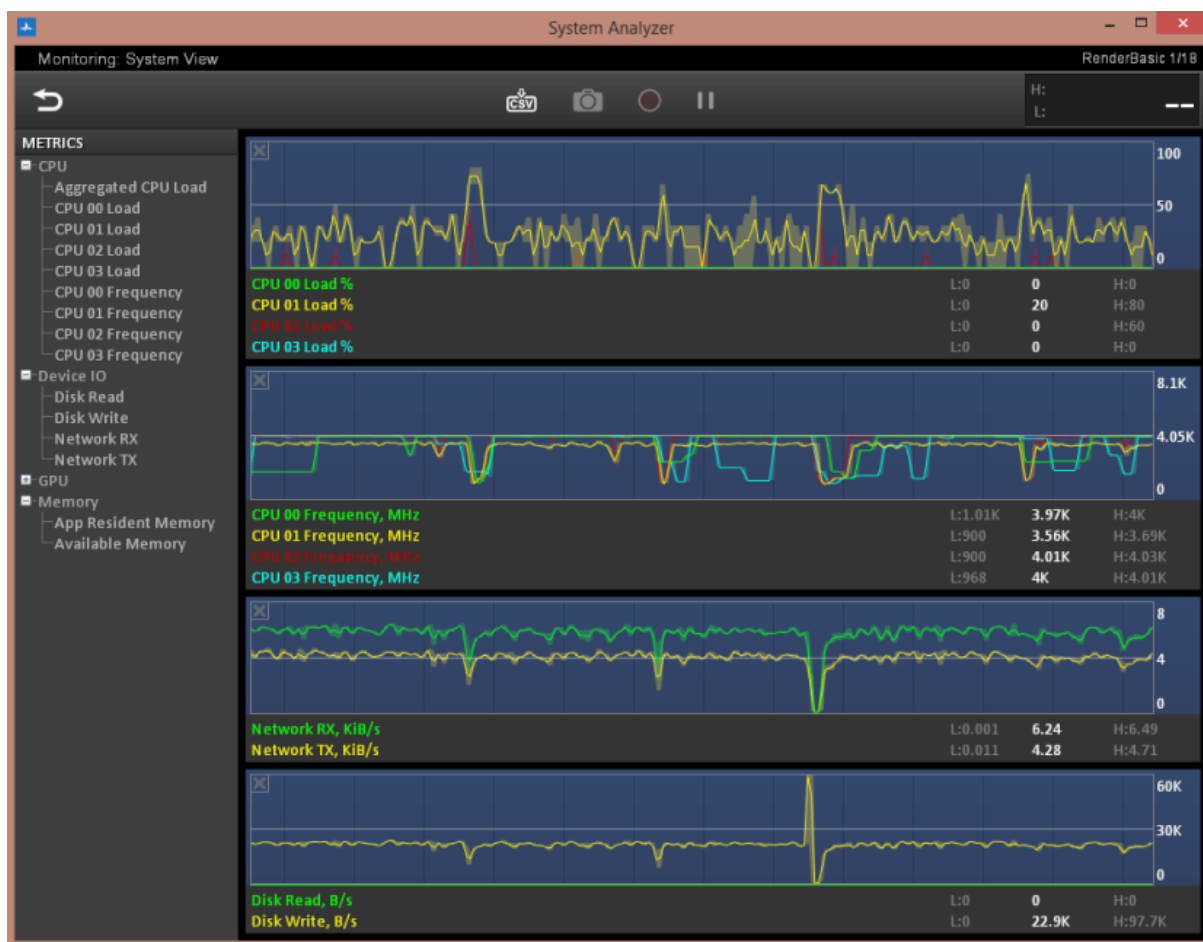 System Analyzer
Monitoring: System View
RenderBasic 1/18
CSV
H:
L:
--
METRICS
CPU
Aggregated CPU Load
CPU 00 Load
CPU 01 Load
CPU 02 Load
CPU 03 Load
CPU 00 Frequency
CPU 01 Frequency
CPU 02 Frequency
CPU 03 Frequency
Device IO
Disk Read
Disk Write
Network RX
Network TX
GPU
Memory
App Resident Memory
Available Memory
100
50
0
CPU 00 Load % L:0 0 H:0
CPU 01 Load % L:0 20 H:80
CPU 02 Load % L:0 0 H:60
CPU 03 Load % L:0 0 H:0
8.1K
4.05K
0
CPU 00 Frequency, MHz L:1.01K 3.97K H:4K
CPU 01 Frequency, MHz L:900 3.56K H:3.69K
CPU 02 Frequency, MHz L:900 4.01K H:4.03K
CPU 03 Frequency, MHz L:968 4K H:4.01K
8
4
0
Network RX, KiB/s L:0.001 6.24 H:6.49
Network TX, KiB/s L:0.011 4.28 H:4.71
60K
30K
0
Disk Read, B/s L:0 0 H:0
Disk Write, B/s L:0 22.9K H:97.7K